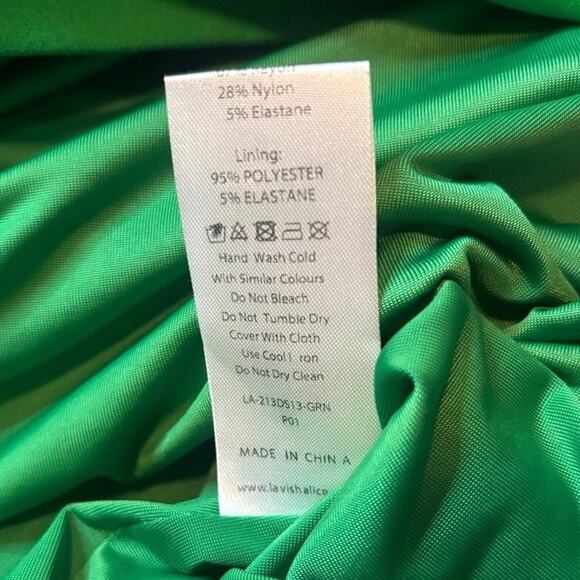 28% Nylon
5% Elastane
Lining:
95% POLYESTER
5% ELASTANE
Hand Wash Cold
With Similar Colours
Do Not Bleach
Do Not Tumble Dry
Cover With Cloth
Use Cool I ron
Do Not Dry Clean
LA-213DS13-GRN
P01
MADE IN CHIN A
www.lavishalice